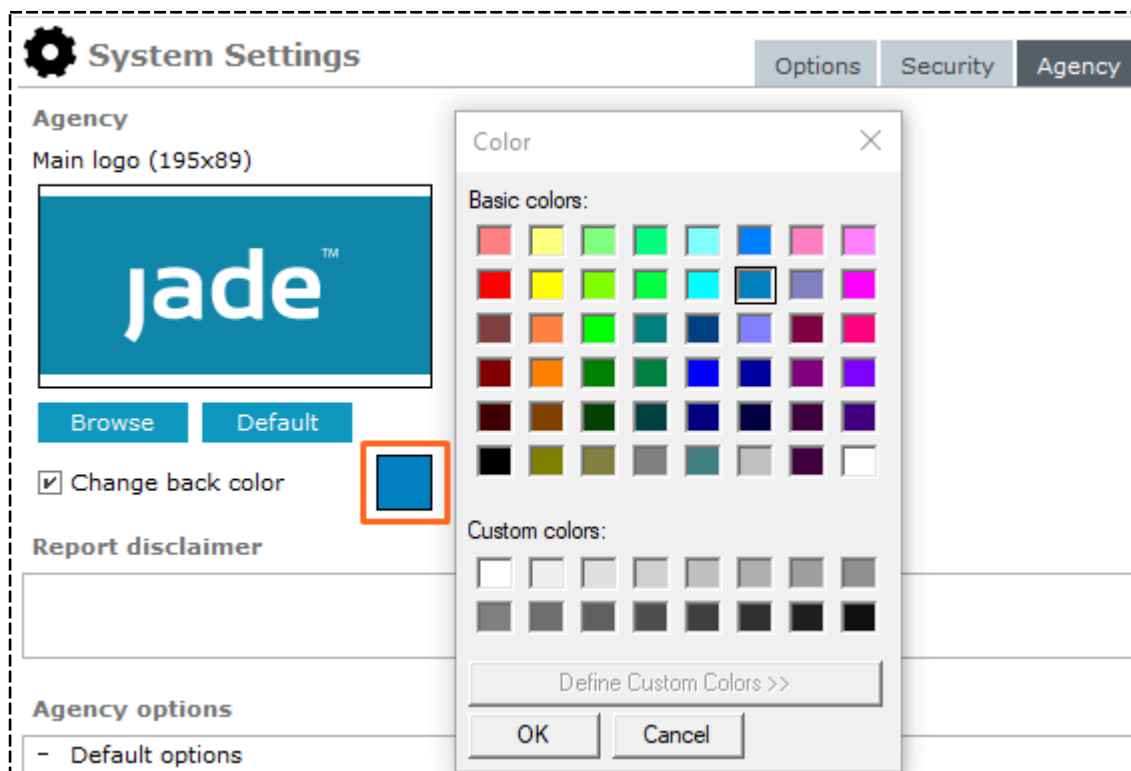 System Settings
Options
Security
Agency
Agency
Main logo (195x89)
jade™
Browse
Default
Change back color
Report disclaimer
Agency options
- Default options
Color
Basic colors:
Custom colors:
Define Custom Colors >>
OK
Cancel